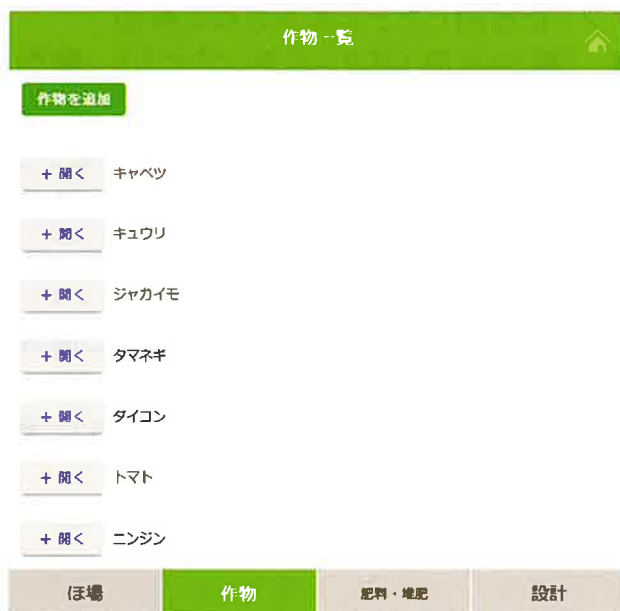 作物一覧
作物を追加
+ 開く キャベツ
+ 開く キュウリ
+ 開く ジャガイモ
+ 開く タマネギ
+ 開く ダイコン
+ 開く トマト
+ 開く ニンジン
ほ場 作物 肥料・堆肥 設計